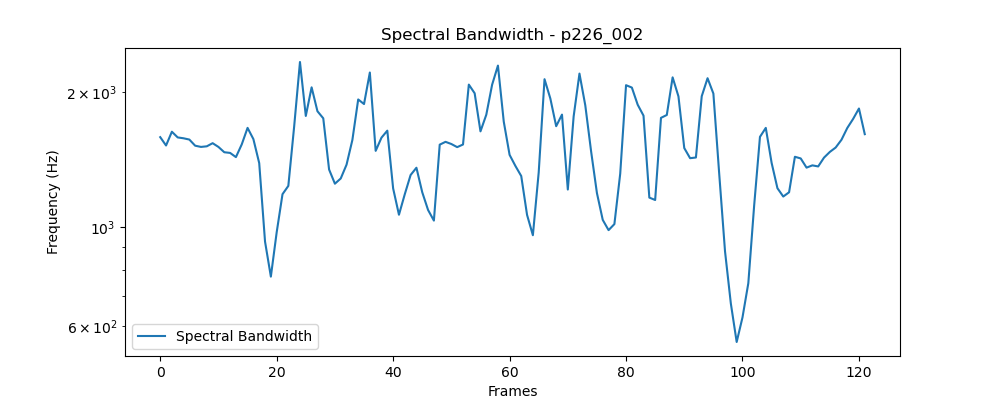 Spectral Bandwidth - p226_002
Frequency (Hz)
2 × 10³
10³
6 × 10²
Spectral Bandwidth
0 20 40 60 80 100 120
Frames